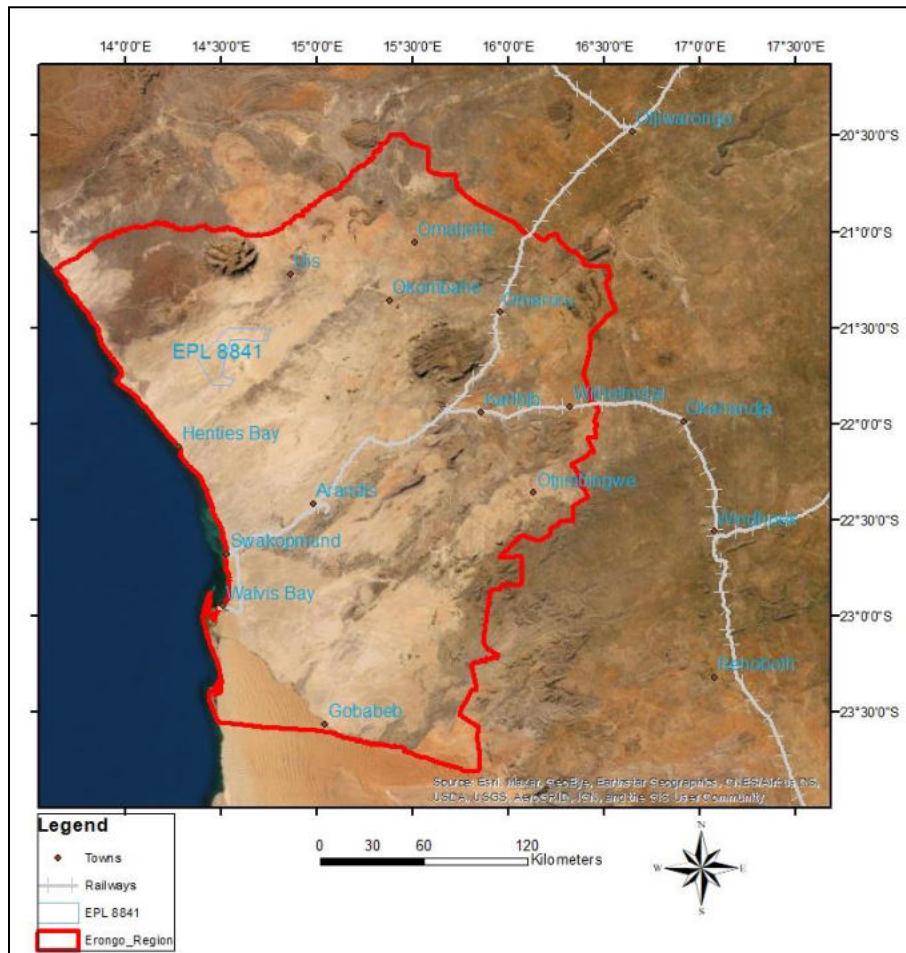 14°0'0"E 14°30'0"E 15°0'0"E 15°30'0"E 16°0'0"E 16°30'0"E 17°0'0"E 17°30'0"E
Otjiwarongo
20°30'0"S
Omatjette
21°0'0"S
Uis
Okombahe
Omaruru
21°30'0"S
EPL 8841
Karibib
Wilhelmstal
Okahandja
22°0'0"S
Henties Bay
Arandis
Otjimbingwe
22°30'0"S
Windhoek
Swakopmund
Walvis Bay
23°0'0"S
Rehoboth
23°30'0"S
Gobabeb
Source: Esri, Maxar, GeoEye, Earthstar Geographics, CNES/Airbus DS,
USDA, USGS, AeroGRID, IGN, and the GIS User Community
Legend
Towns
Railways
EPL 8841
Erongo_Region
0 30 60 120
Kilometers
N
W E
S